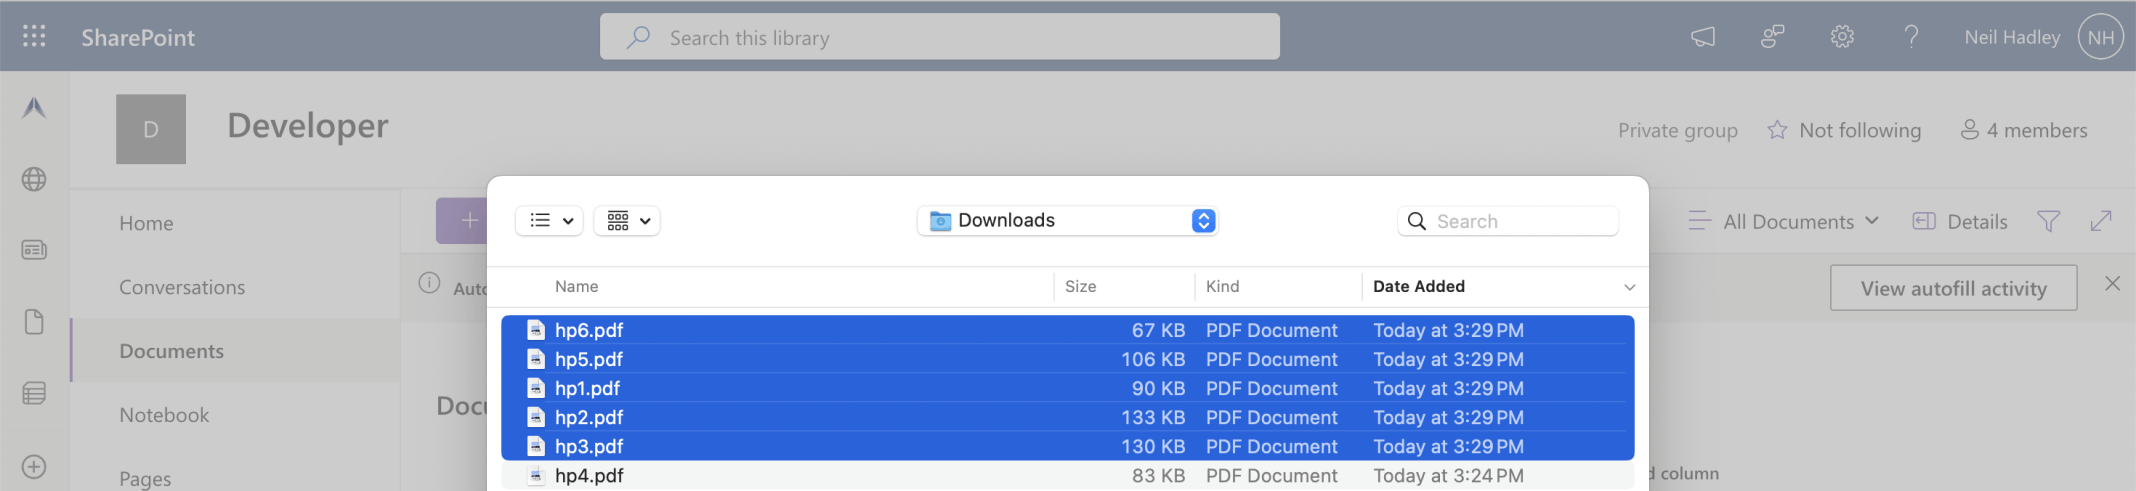 SharePoint
Search this library
Neil Hadley
NH
D
Developer
Private group
Not following
4 members
Home
Conversations
Documents
Notebook
Pages
Downloads
Search
All Documents
Details
View autofill activity
Name Size Kind Date Added
hp6.pdf 67 KB PDF Document Today at 3:29 PM
hp5.pdf 106 KB PDF Document Today at 3:29 PM
hp1.pdf 90 KB PDF Document Today at 3:29 PM
hp2.pdf 133 KB PDF Document Today at 3:29 PM
hp3.pdf 130 KB PDF Document Today at 3:29 PM
hp4.pdf 83 KB PDF Document Today at 3:24 PM
column